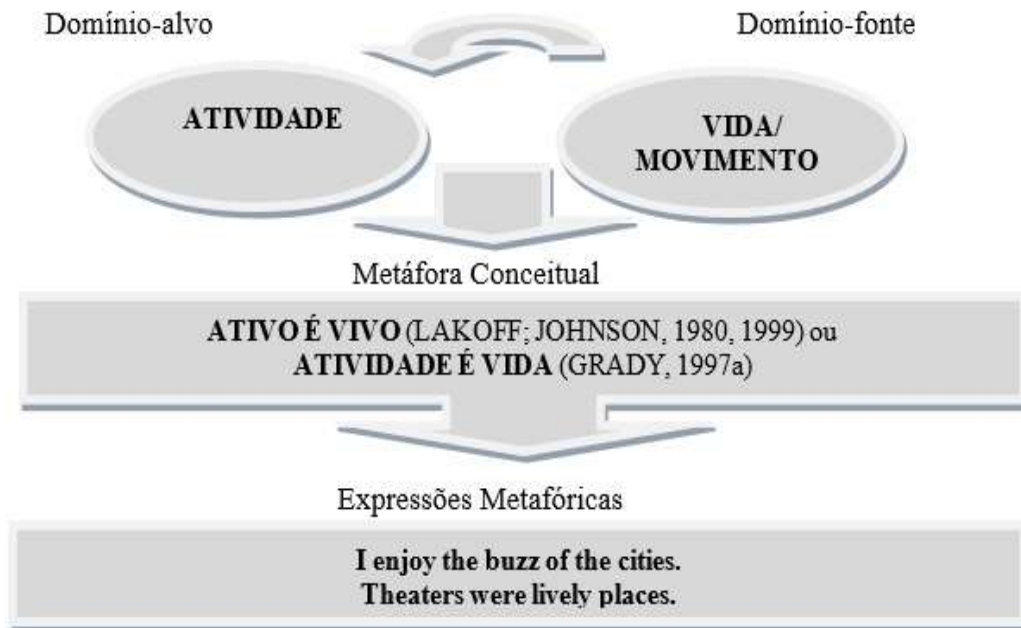 Domínio-alvo
Domínio-fonte
ATIVIDADE
VIDA/
MOVIMENTO
Metáfora Conceitual
ATIVO É VIVO (LAKOFF; JOHNSON, 1980, 1999) ou
ATIVIDADE É VIDA (GRADY, 1997a)
Expressões Metafóricas
I enjoy the buzz of the cities.
Theaters were lively places.